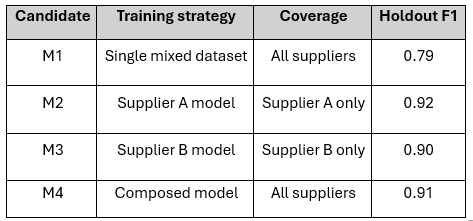 Candidate Training strategy Coverage Holdout F1
M1 Single mixed dataset All suppliers 0.79
M2 Supplier A model Supplier A only 0.92
M3 Supplier B model Supplier B only 0.90
M4 Composed model All suppliers 0.91